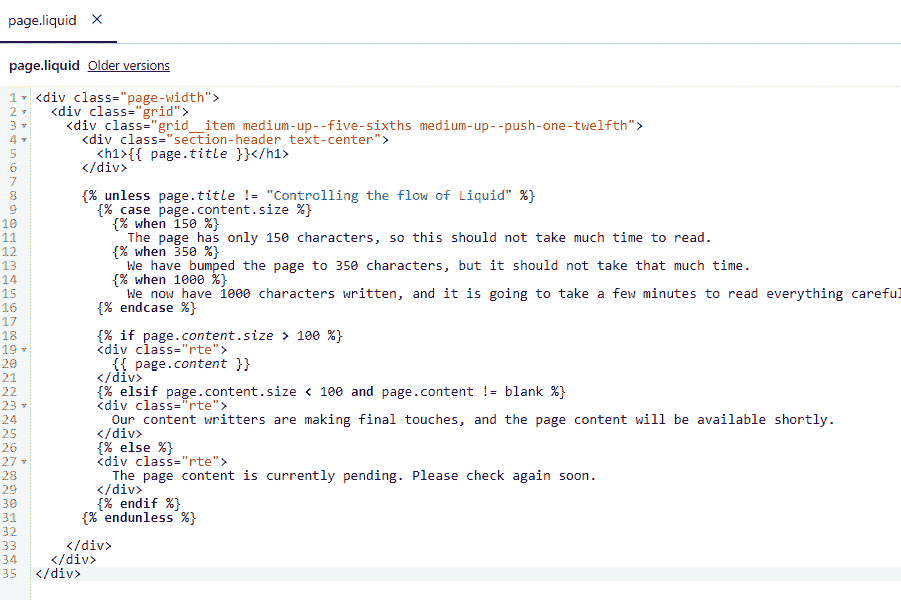 page.liquid ×
page.liquid Older versions
1 <div class="page-width">
2 <div class="grid">
3 <div class="grid__item medium-up--five-sixths medium-up--push-one-twelfth">
4 <div class="section-header text-center">
5 <h1>{{ page.title }}</h1>
6 </div>
7
8 {% unless page.title != "Controlling the flow of Liquid" %}
9 {% case page.content.size %}
10 {% when 150 %}
11 The page has only 150 characters, so this should not take much time to read.
12 {% when 350 %}
13 We have bumped the page to 350 characters, but it should not take that much time.
14 {% when 1000 %}
15 We now have 1000 characters written, and it is going to take a few minutes to read everything careful
16 {% endcase %}
17
18 {% if page.content.size > 100 %}
19 <div class="rte">
20 {{ page.content }}
21 </div>
22 {% elsif page.content.size < 100 and page.content != blank %}
23 <div class="rte">
24 Our content writters are making final touches, and the page content will be available shortly.
25 </div>
26 {% else %}
27 <div class="rte">
28 The page content is currently pending. Please check again soon.
29 </div>
30 {% endif %}
31 {% endunless %}
32
33 </div>
34 </div>
35 </div>